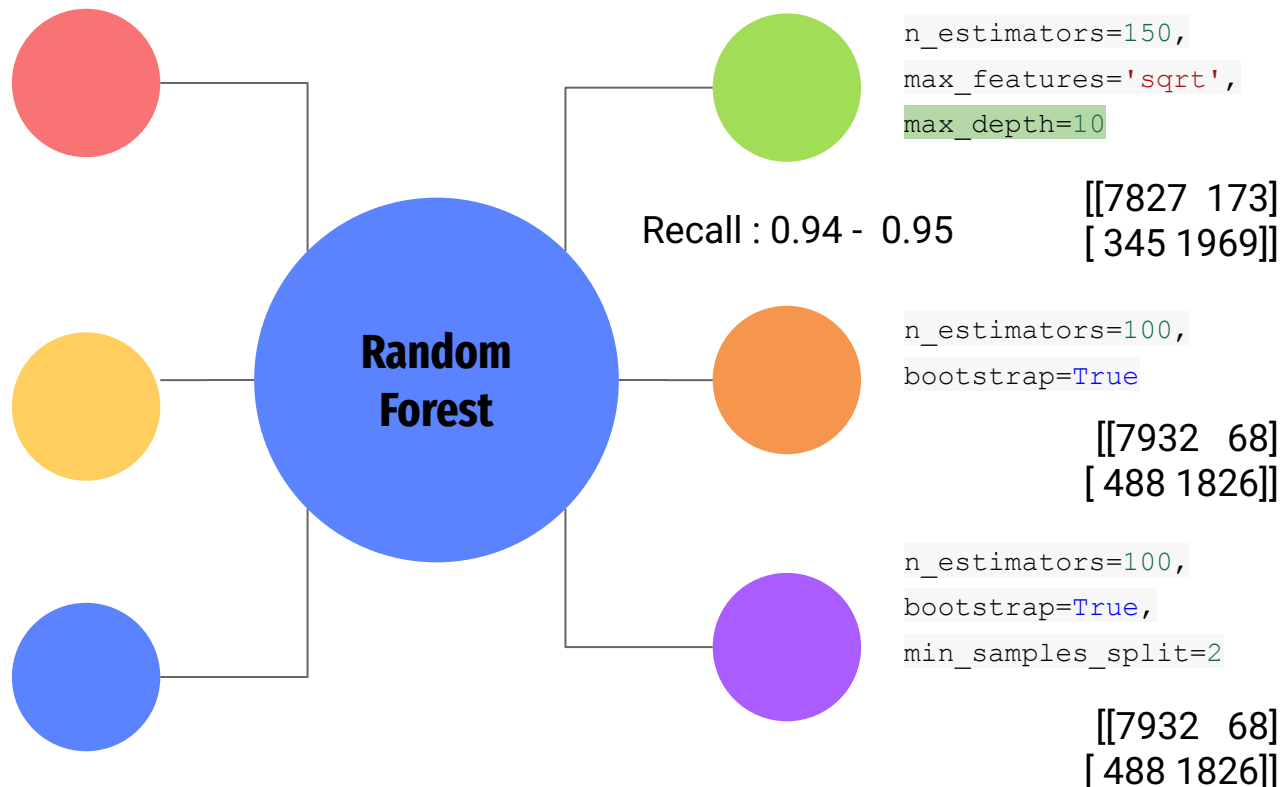 n_estimators=150,
max_features='sqrt',
max_depth=10
Recall : 0.94 -  0.95
[[7827  173]
[ 345 1969]]
Random
Forest
n_estimators=100,
bootstrap=True
[[7932   68]
[ 488 1826]]
n_estimators=100,
bootstrap=True,
min_samples_split=2
[[7932   68]
[ 488 1826]]